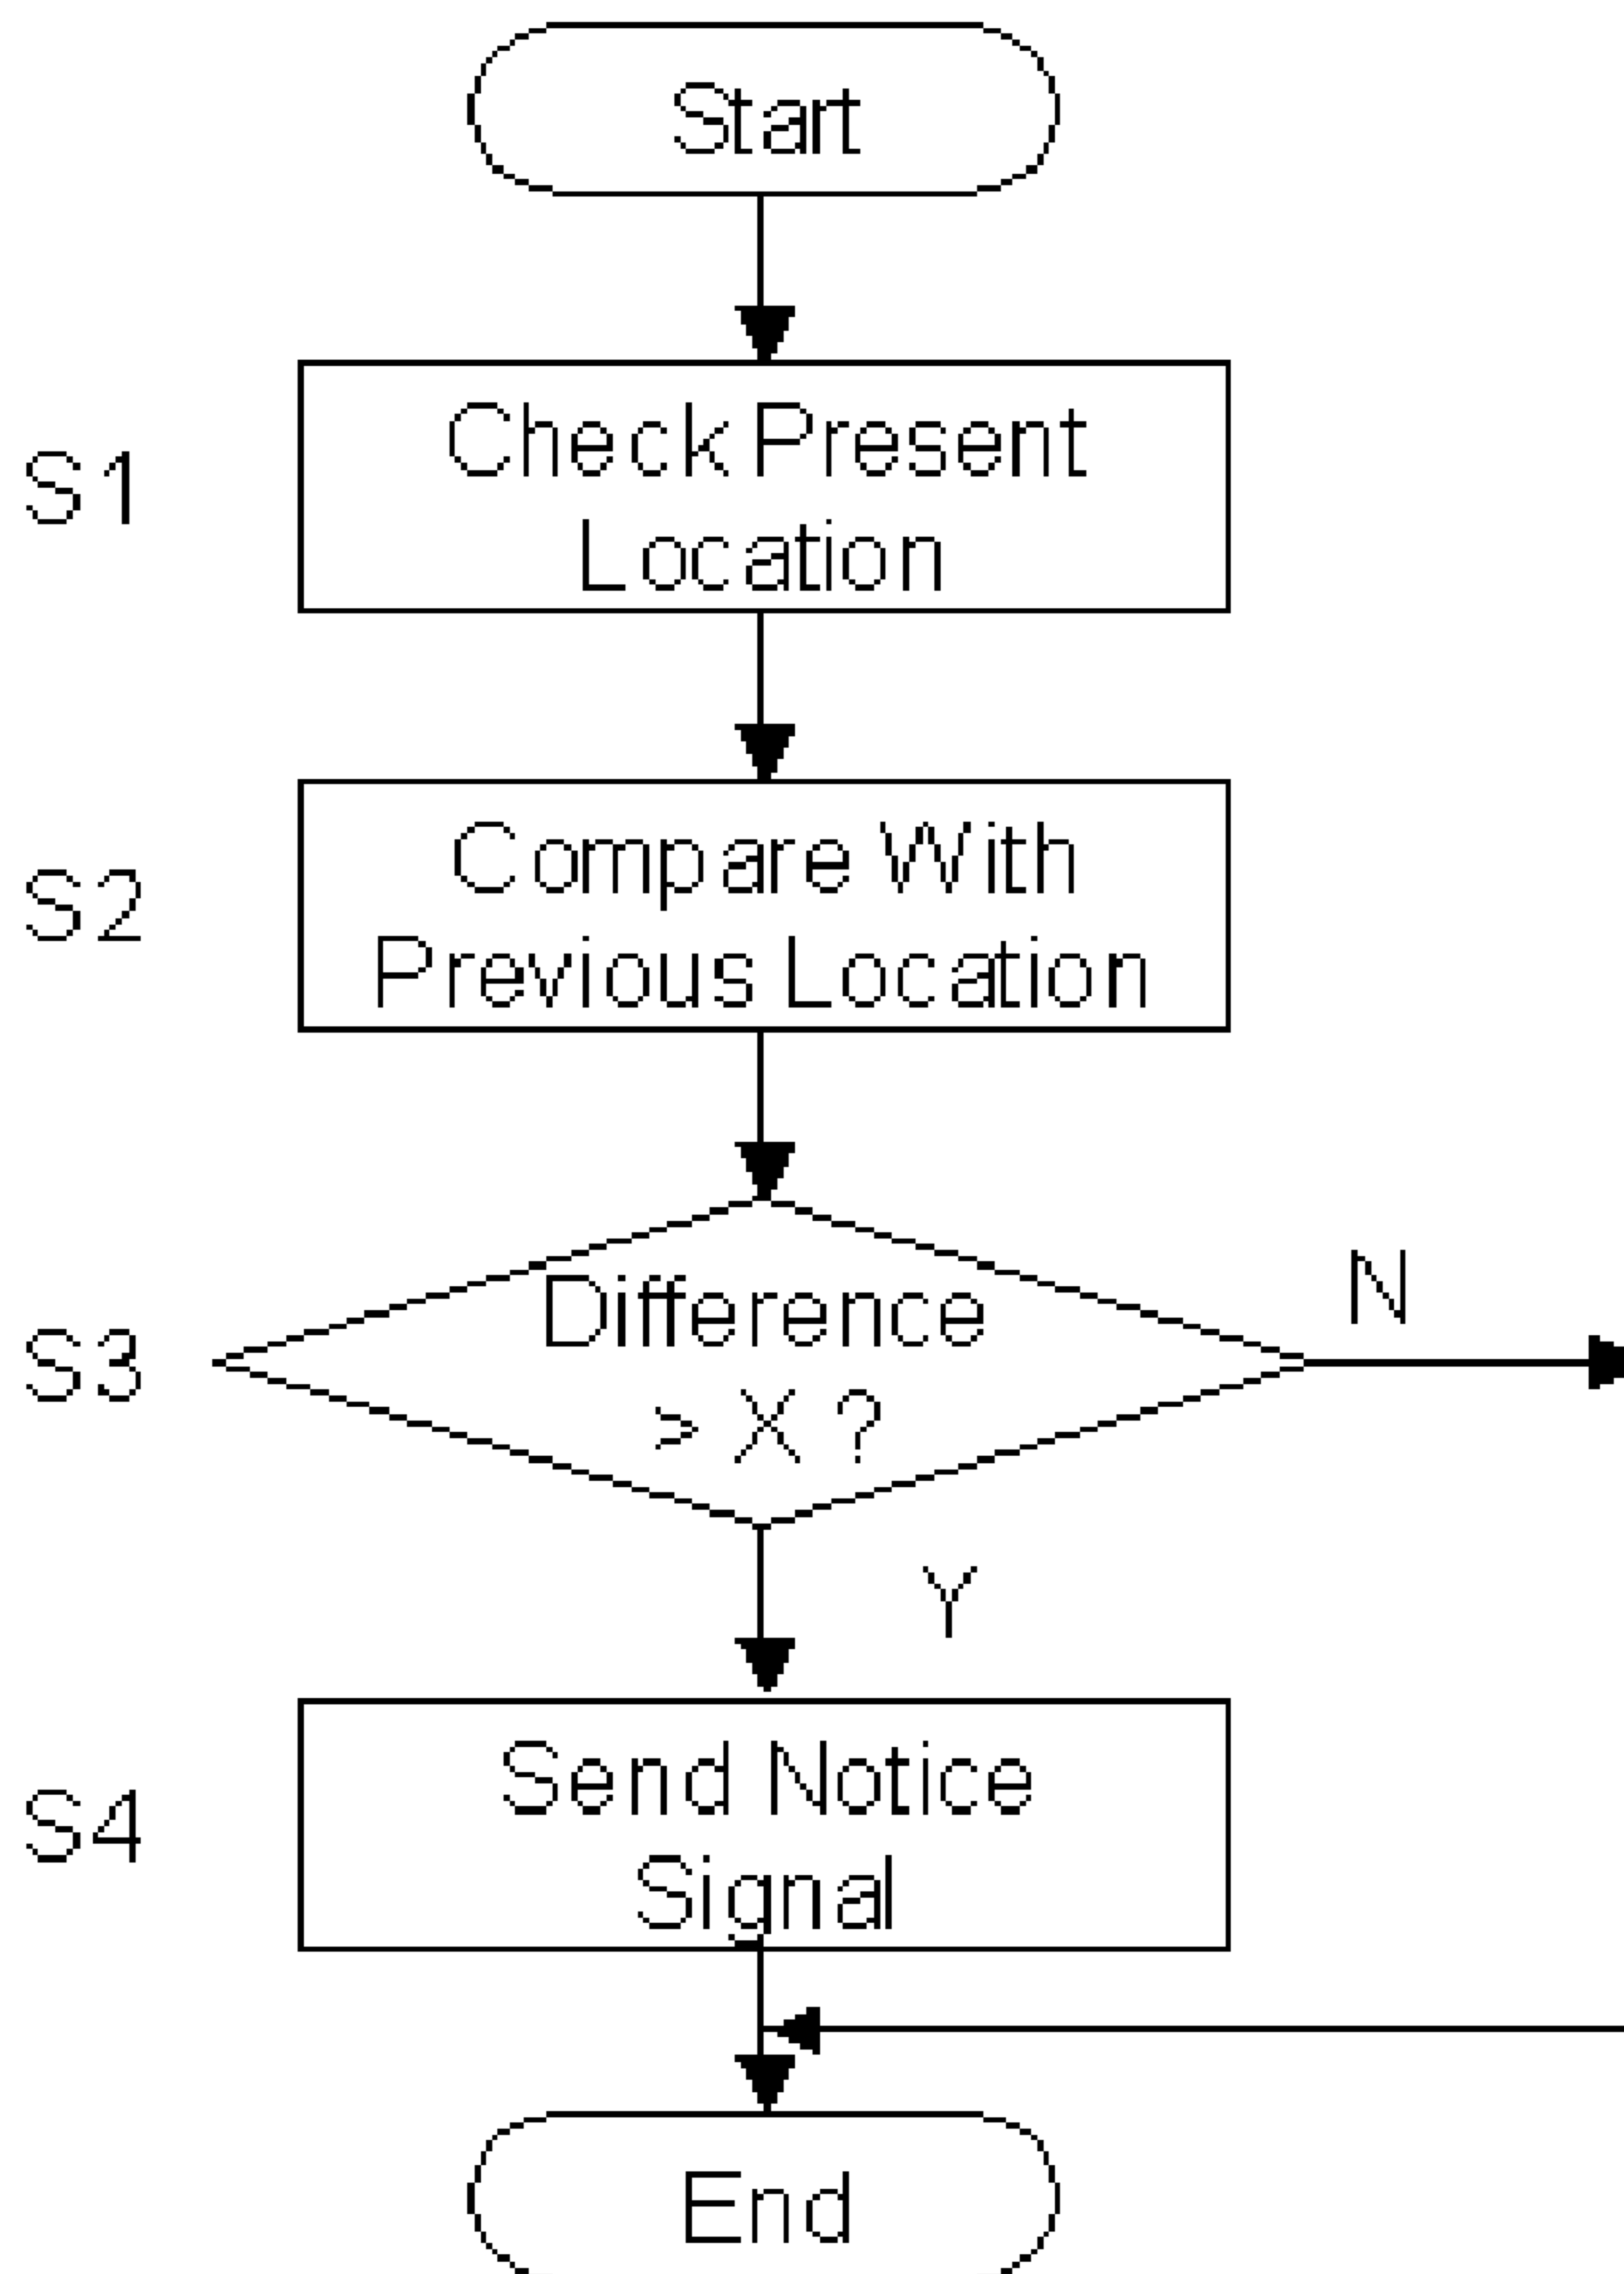 Start
S1
Check Present
Location
S2
Compare With
Previous Location
S3
Difference
> X ?
N
Y
S4
Send Notice
Signal
End